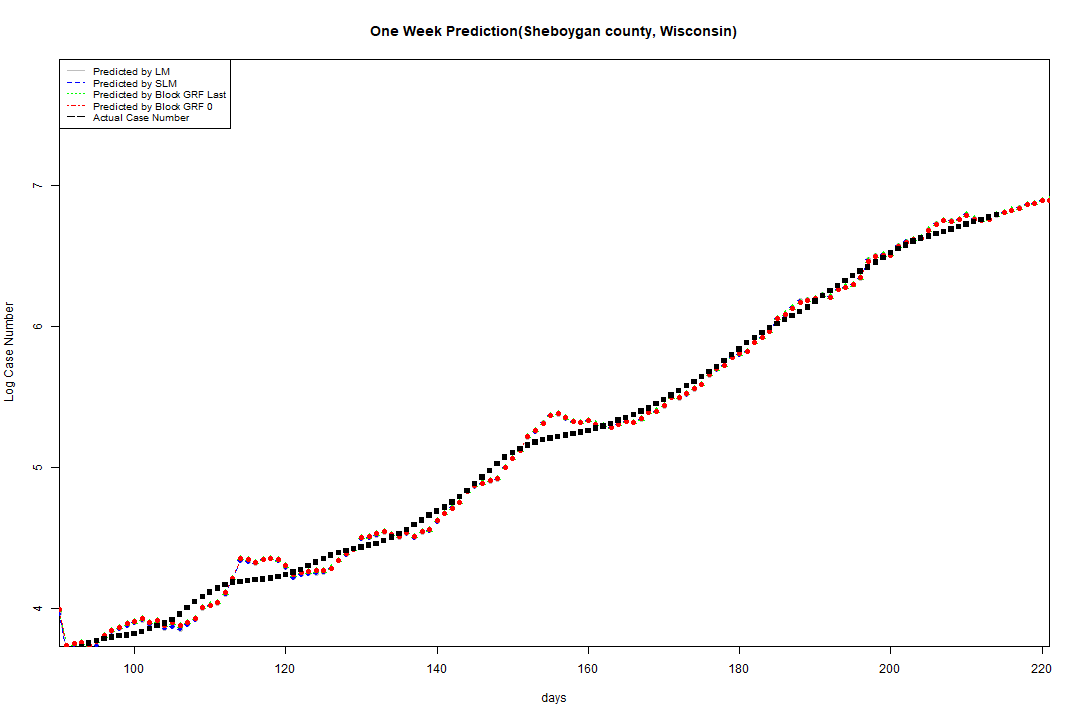 One Week Prediction(Sheboygan county, Wisconsin)
Predicted by LM
Predicted by SLM
Predicted by Block GRF Last
Predicted by Block GRF 0
Actual Case Number
7
6
5
4
Log Case Number
100 120 140 160 180 200 220
days